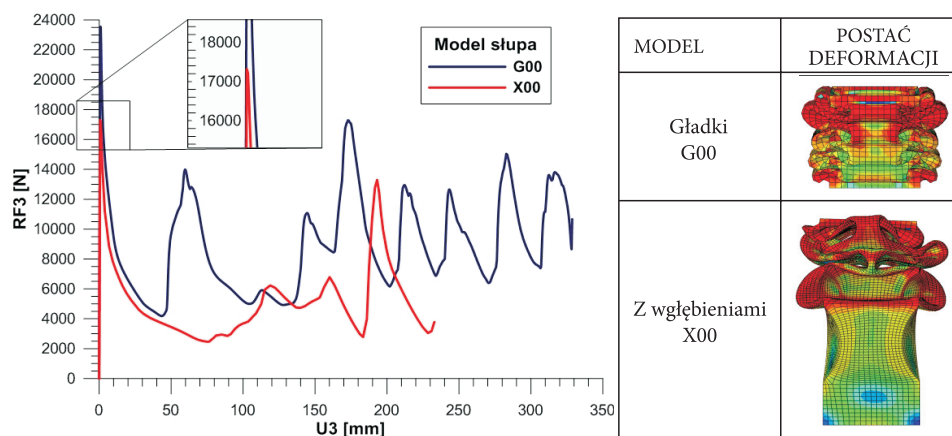 24000
22000
20000
18000
16000
14000
12000
10000
8000
6000
4000
2000
0
RF3 [N]
18000
17000
16000
Model słupa
G00
X00
0 50 100 150 200 250 300 350
U3 [mm]
MODEL
POSTAĆ
DEFORMACJI
Gładki
G00
Z wgłębieniami
X00